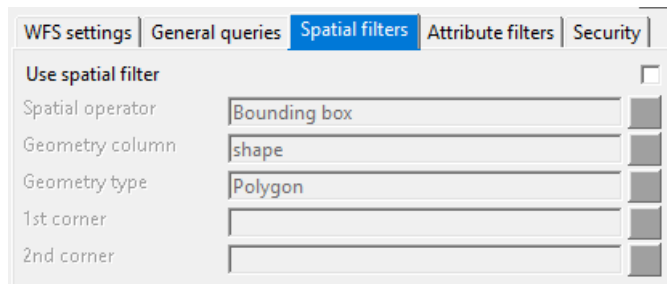 WFS settings General queries Spatial filters Attribute filters Security
Use spatial filter
Spatial operator Bounding box
Geometry column shape
Geometry type Polygon
1st corner
2nd corner